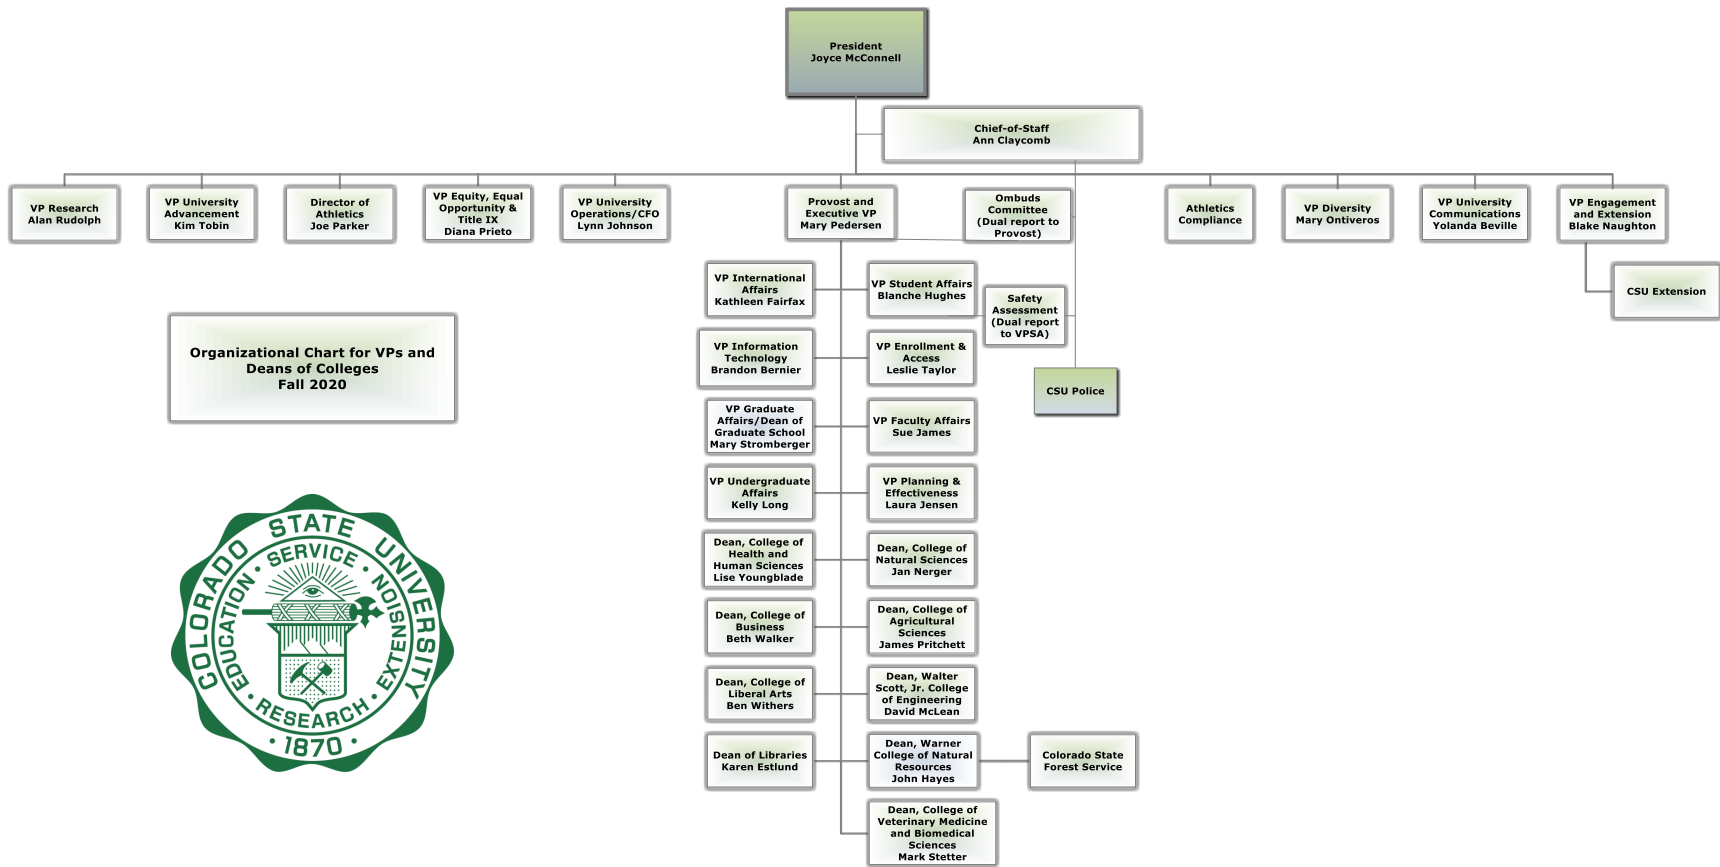 President
Joyce McConnell
Chief-of-Staff
Ann Claycomb
VP Research
Alan Rudolph
VP University
Advancement
Kim Tobin
Director of
Athletics
Joe Parker
VP Equity, Equal
Opportunity &
Title IX
Diana Prieto
VP University
Operations/CFO
Lynn Johnson
Provost and
Executive VP
Mary Pedersen
Ombuds
Committee
(Dual report to
Provost)
Athletics
Compliance
VP Diversity
Mary Ontiveros
VP University
Communications
Yolanda Beville
VP Engagement
and Extension
Blake Naughton
CSU Extension
VP International
Affairs
Kathleen Fairfax
VP Student Affairs
Blanche Hughes
Safety
Assessment
(Dual report
to VPSA)
Organizational Chart for VPs and
Deans of Colleges
Fall 2020
VP Information
Technology
Brandon Bernier
VP Enrollment &
Access
Leslie Taylor
CSU Police
VP Graduate
Affairs/Dean of
Graduate School
Mary Stromberger
VP Faculty Affairs
Sue James
VP Undergraduate
Affairs
Kelly Long
VP Planning &
Effectiveness
Laura Jensen
Dean, College of
Health and
Human Sciences
Lise Youngblade
Dean, College of
Natural Sciences
Jan Nerger
Dean, College of
Business
Beth Walker
Dean, College of
Agricultural
Sciences
James Pritchett
Dean, College of
Liberal Arts
Ben Withers
Dean, Walter
Scott, Jr. College
of Engineering
David McLean
Dean of Libraries
Karen Estlund
Dean, Warner
College of Natural
Resources
John Hayes
Colorado State
Forest Service
Dean, College of
Veterinary Medicine
and Biomedical
Sciences
Mark Stetter
COLORADO STATE UNIVERSITY
EDUCATION · SERVICE · EXTENSION
· RESEARCH ·
· 1870 ·